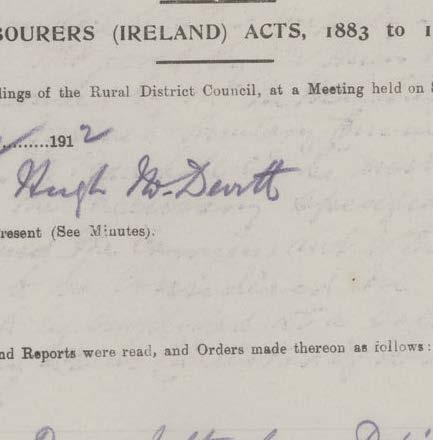 BOURERS (IRELAND) ACTS, 1883 to 1
lings of the Rural District Council, at a Meeting held on
.........1912
Hugh McDevitt
resent (See Minutes).
nd Reports were read, and Orders made thereon as follows: